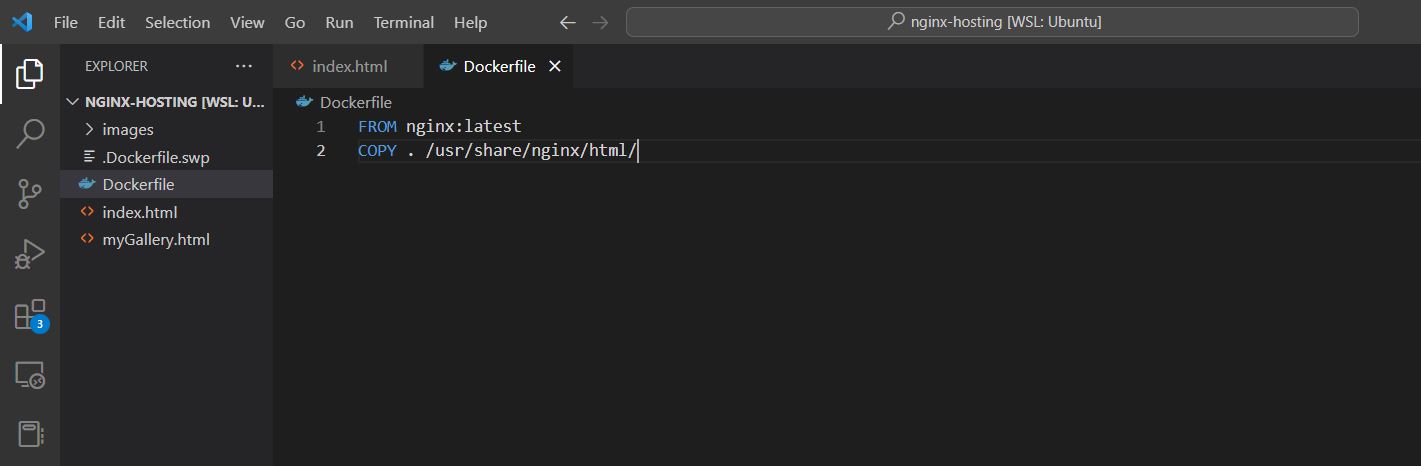 File Edit Selection View Go Run Terminal Help
nginx-hosting [WSL: Ubuntu]
EXPLORER
index.html
Dockerfile
NGINX-HOSTING [WSL: U...
images
.Dockerfile.swp
Dockerfile
index.html
myGallery.html
3
Dockerfile
1 FROM nginx:latest
2 COPY . /usr/share/nginx/html/